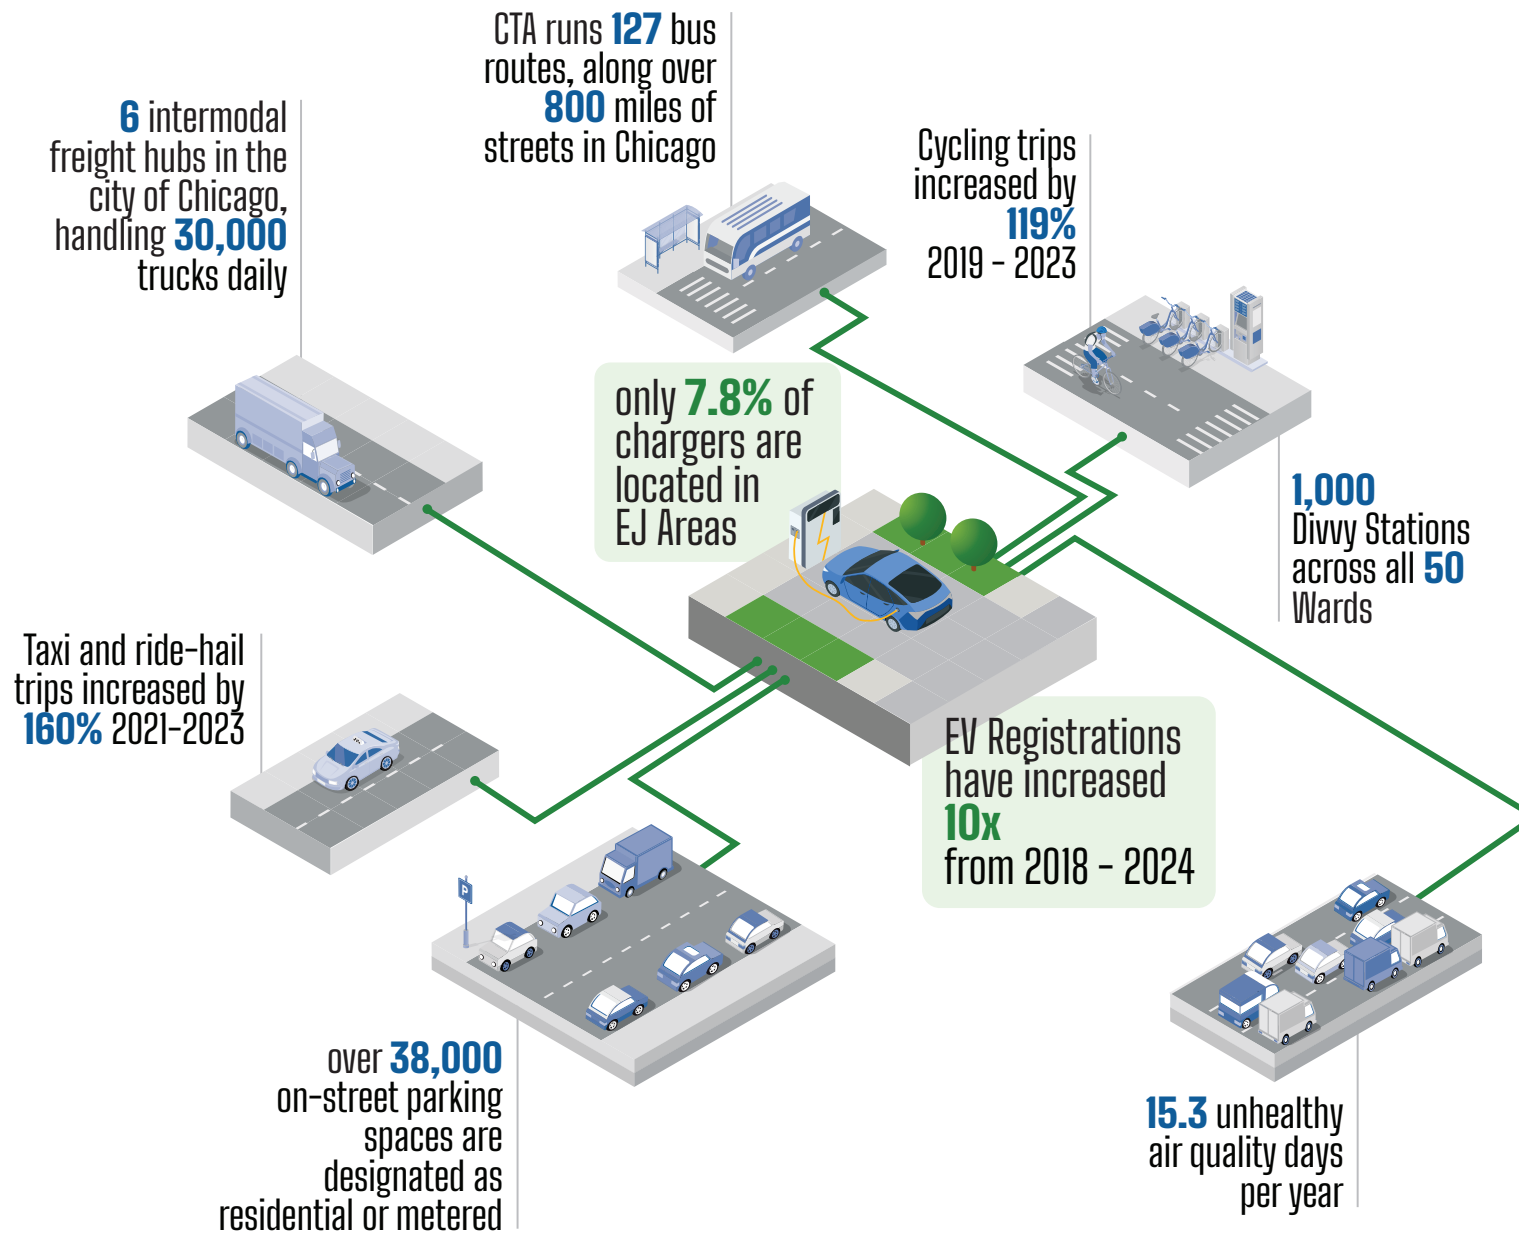 CTA runs 127 bus
routes, along over
800 miles of
streets in Chicago
6 intermodal
freight hubs in the
city of Chicago,
handling 30,000
trucks daily
Cycling trips
increased by
119%
2019 - 2023
only 7.8% of
chargers are
located in
EJ Areas
1,000
Divvy Stations
across all 50
Wards
Taxi and ride-hail
trips increased by
160% 2021-2023
EV Registrations
have increased
10x
from 2018 - 2024
P
over 38,000
on-street parking
spaces are
designated as
residential or metered
15.3 unhealthy
air quality days
per year